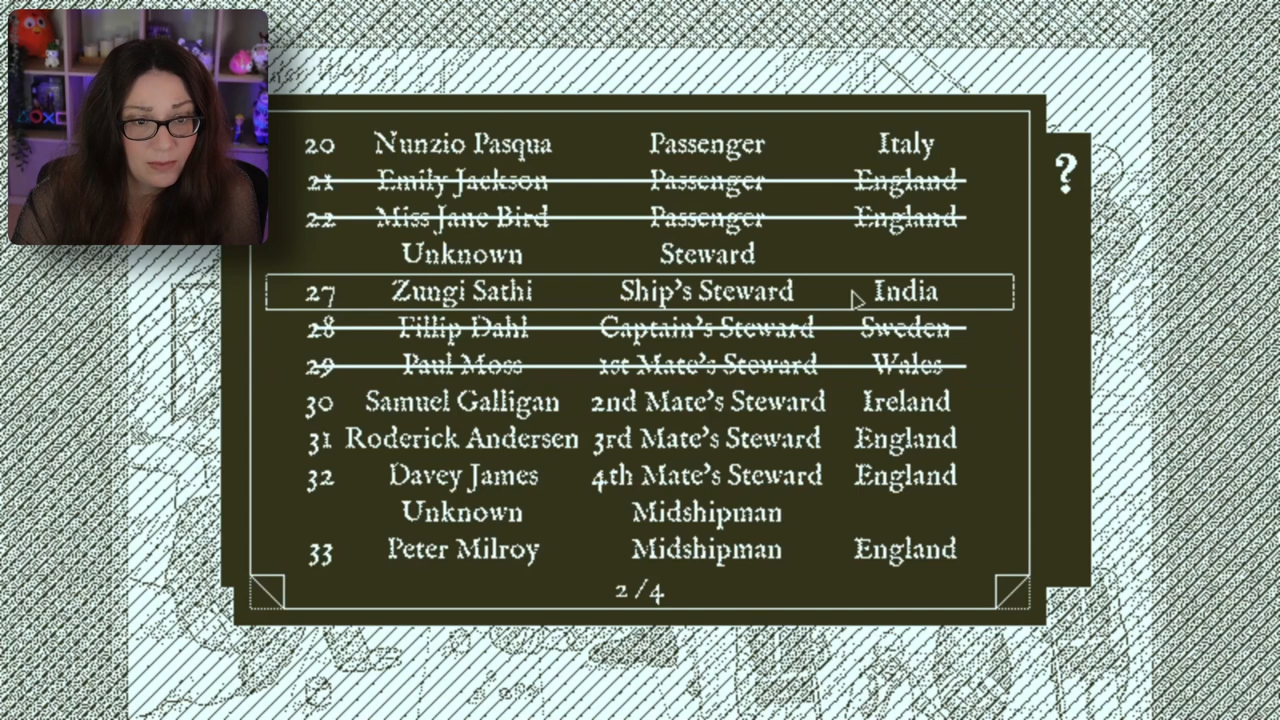 20 Nunzio Pasqua Passenger Italy
21 Emily Jackson Passenger England
22 Miss Jane Bird Passenger England
Unknown Steward
27 Zungi Sathi Ship's Steward India
28 Fillip Dahl Captain's Steward Sweden
29 Paul Moss 1st Mate's Steward Wales
30 Samuel Galligan 2nd Mate's Steward Ireland
31 Roderick Andersen 3rd Mate's Steward England
32 Davey James 4th Mate's Steward England
Unknown Midshipman
33 Peter Milroy Midshipman England
2/4
?